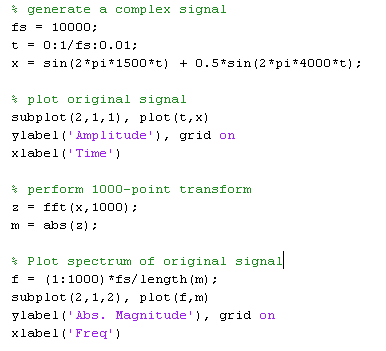 % generate a complex signal
fs = 10000;
t = 0:1/fs:0.01;
x = sin(2*pi*1500*t) + 0.5*sin(2*pi*4000*t);
% plot original signal
subplot(2,1,1), plot(t,x)
ylabel('Amplitude'), grid on
xlabel('Time')
% perform 1000-point transform
z = fft(x,1000);
m = abs(z);
% Plot spectrum of original signal
f = (1:1000)*fs/length(m);
subplot(2,1,2), plot(f,m)
ylabel('Abs. Magnitude'), grid on
xlabel('Freq')